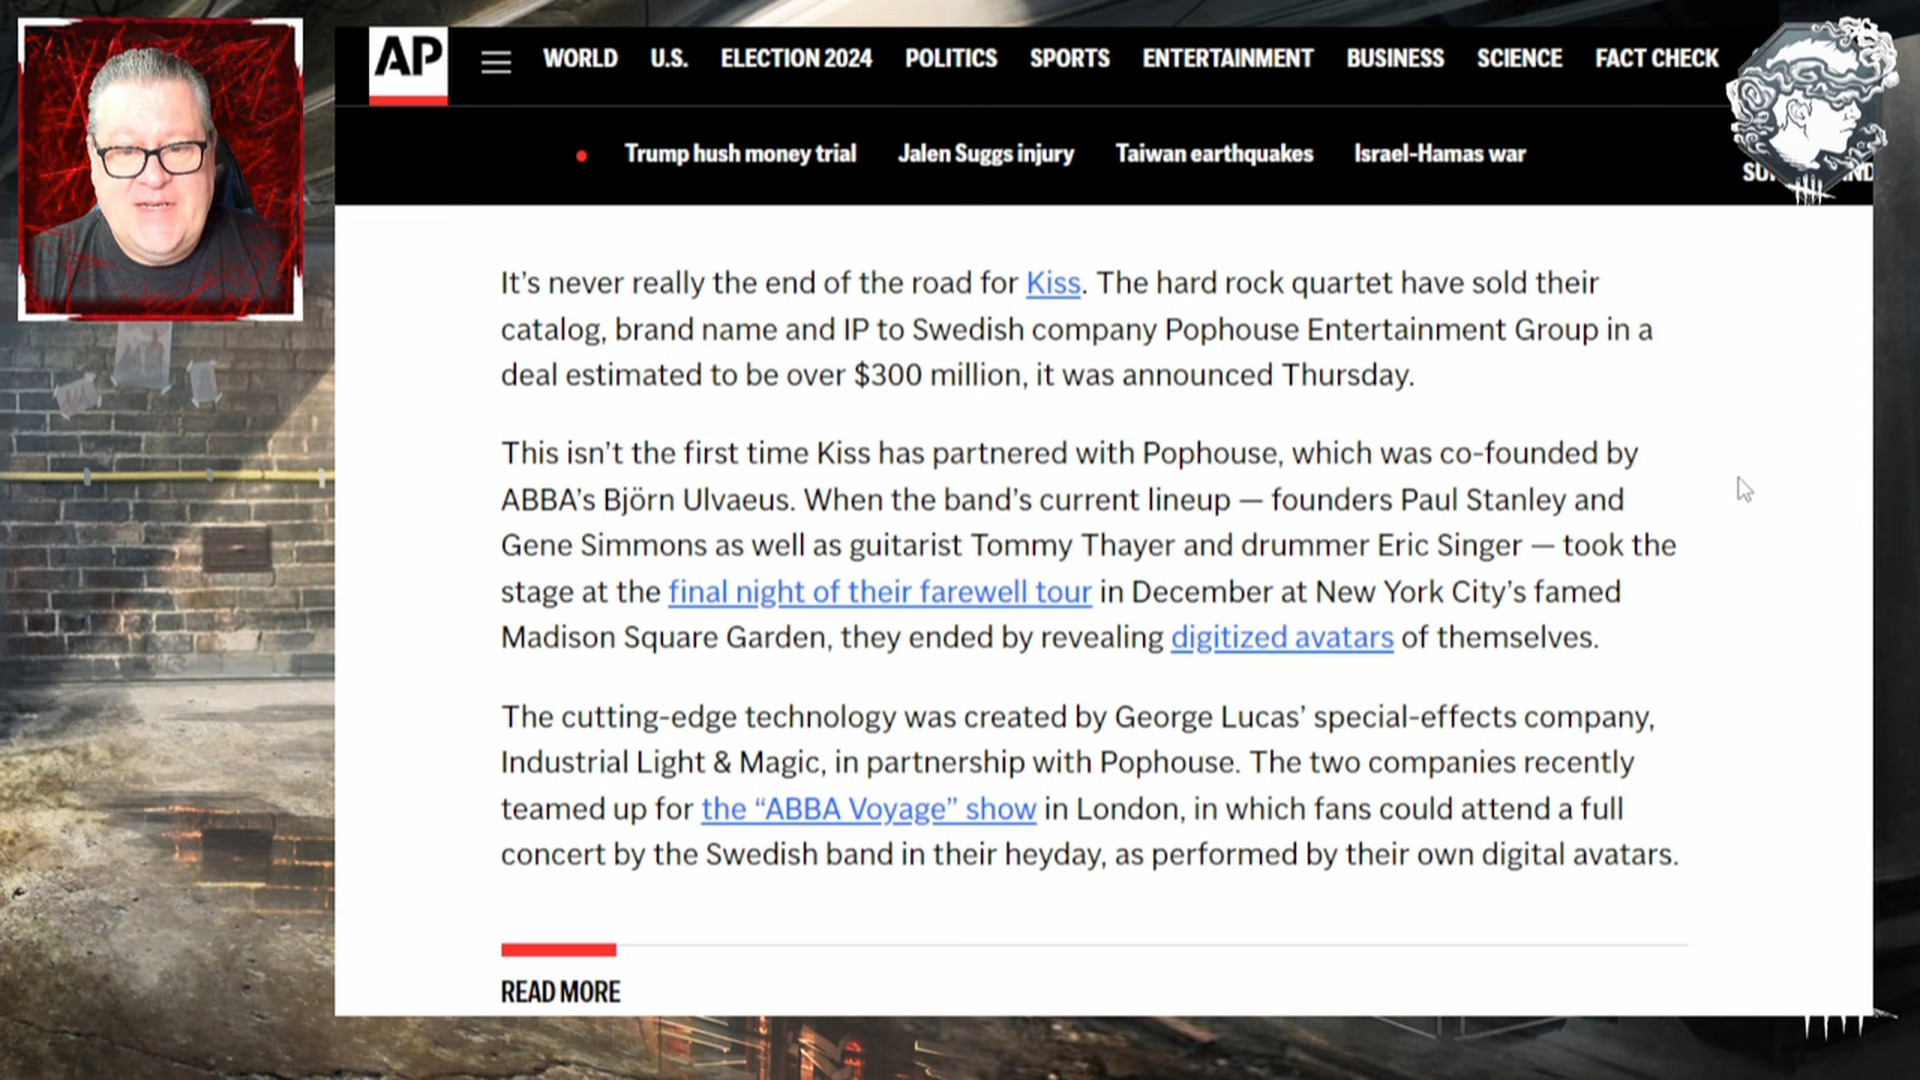 AP
WORLD U.S. ELECTION 2024 POLITICS SPORTS ENTERTAINMENT BUSINESS SCIENCE FACT CHECK
Trump hush money trial Jalen Suggs injury Taiwan earthquakes Israel-Hamas war
It’s never really the end of the road for Kiss. The hard rock quartet have sold their
catalog, brand name and IP to Swedish company Pophouse Entertainment Group in a
deal estimated to be over $300 million, it was announced Thursday.
This isn’t the first time Kiss has partnered with Pophouse, which was co-founded by
ABBA’s Björn Ulvaeus. When the band’s current lineup — founders Paul Stanley and
Gene Simmons as well as guitarist Tommy Thayer and drummer Eric Singer — took the
stage at the final night of their farewell tour in December at New York City’s famed
Madison Square Garden, they ended by revealing digitized avatars of themselves.
The cutting-edge technology was created by George Lucas’ special-effects company,
Industrial Light & Magic, in partnership with Pophouse. The two companies recently
teamed up for the “ABBA Voyage” show in London, in which fans could attend a full
concert by the Swedish band in their heyday, as performed by their own digital avatars.
READ MORE